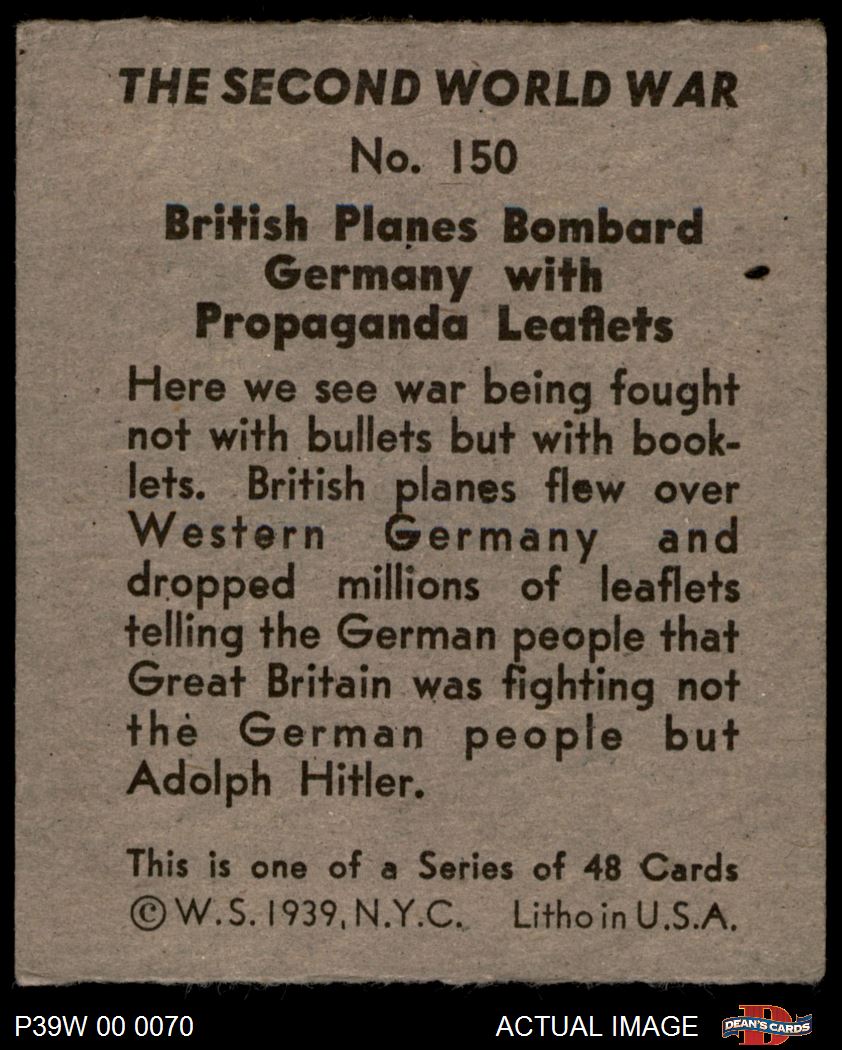 THE SECOND WORLD WAR
No. 150
British Planes Bombard
Germany with
Propaganda Leaflets
Here we see war being fought
not with bullets but with book-
lets. British planes flew over
Western Germany and
dropped millions of leaflets
telling the German people that
Great Britain was fighting not
the German people but
Adolph Hitler.
This is one of a Series of 48 Cards
©W.S.1939, N.Y.C. Litho in U.S.A.
P39W 00 0070 ACTUAL IMAGE DEAN'S CARDS